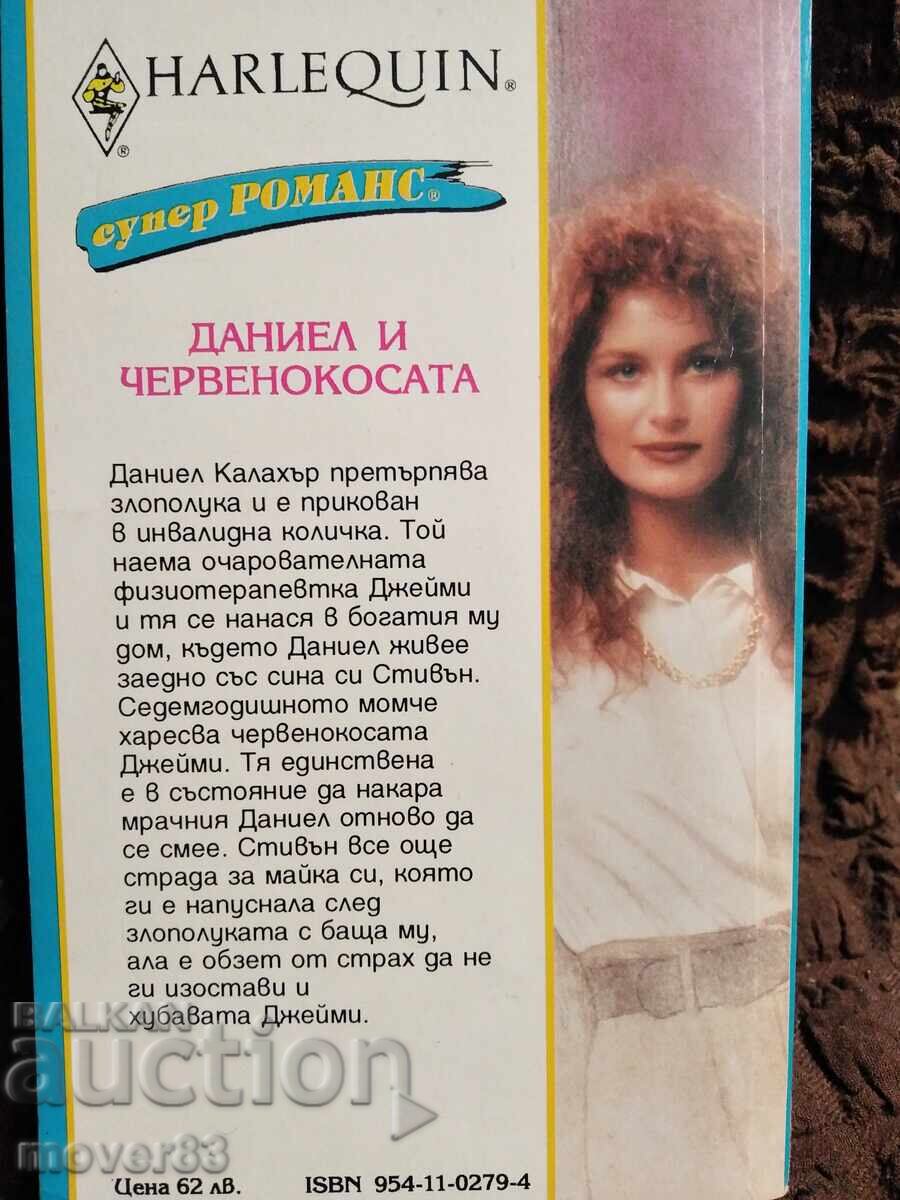 HARLEQUIN®
®
супер РОМАНС®
ДАНИЕЛ И
ЧЕРВЕНОКОСАТА
Даниел Калахър претърпява
злополука и е прикован
в инвалидна количка. Той
наема очарователната
физиотерапевтка Джейми
и тя се нанася в богатия му
дом, където Даниел живее
заедно със сина си Стивън.
Седемгодишното момче
харесва червенокосата
Джейми. Тя единствена
е в състояние да накара
мрачния Даниел отново да
се смее. Стивън все още
страда за майка си, която
ги е напуснала след
злополуката с баща му,
ала е обзет от страх да не
ги изостави и
хубавата Джейми.
BALKAN
auction
mover83
Цена 62 лв. ISBN 954-11-0279-4